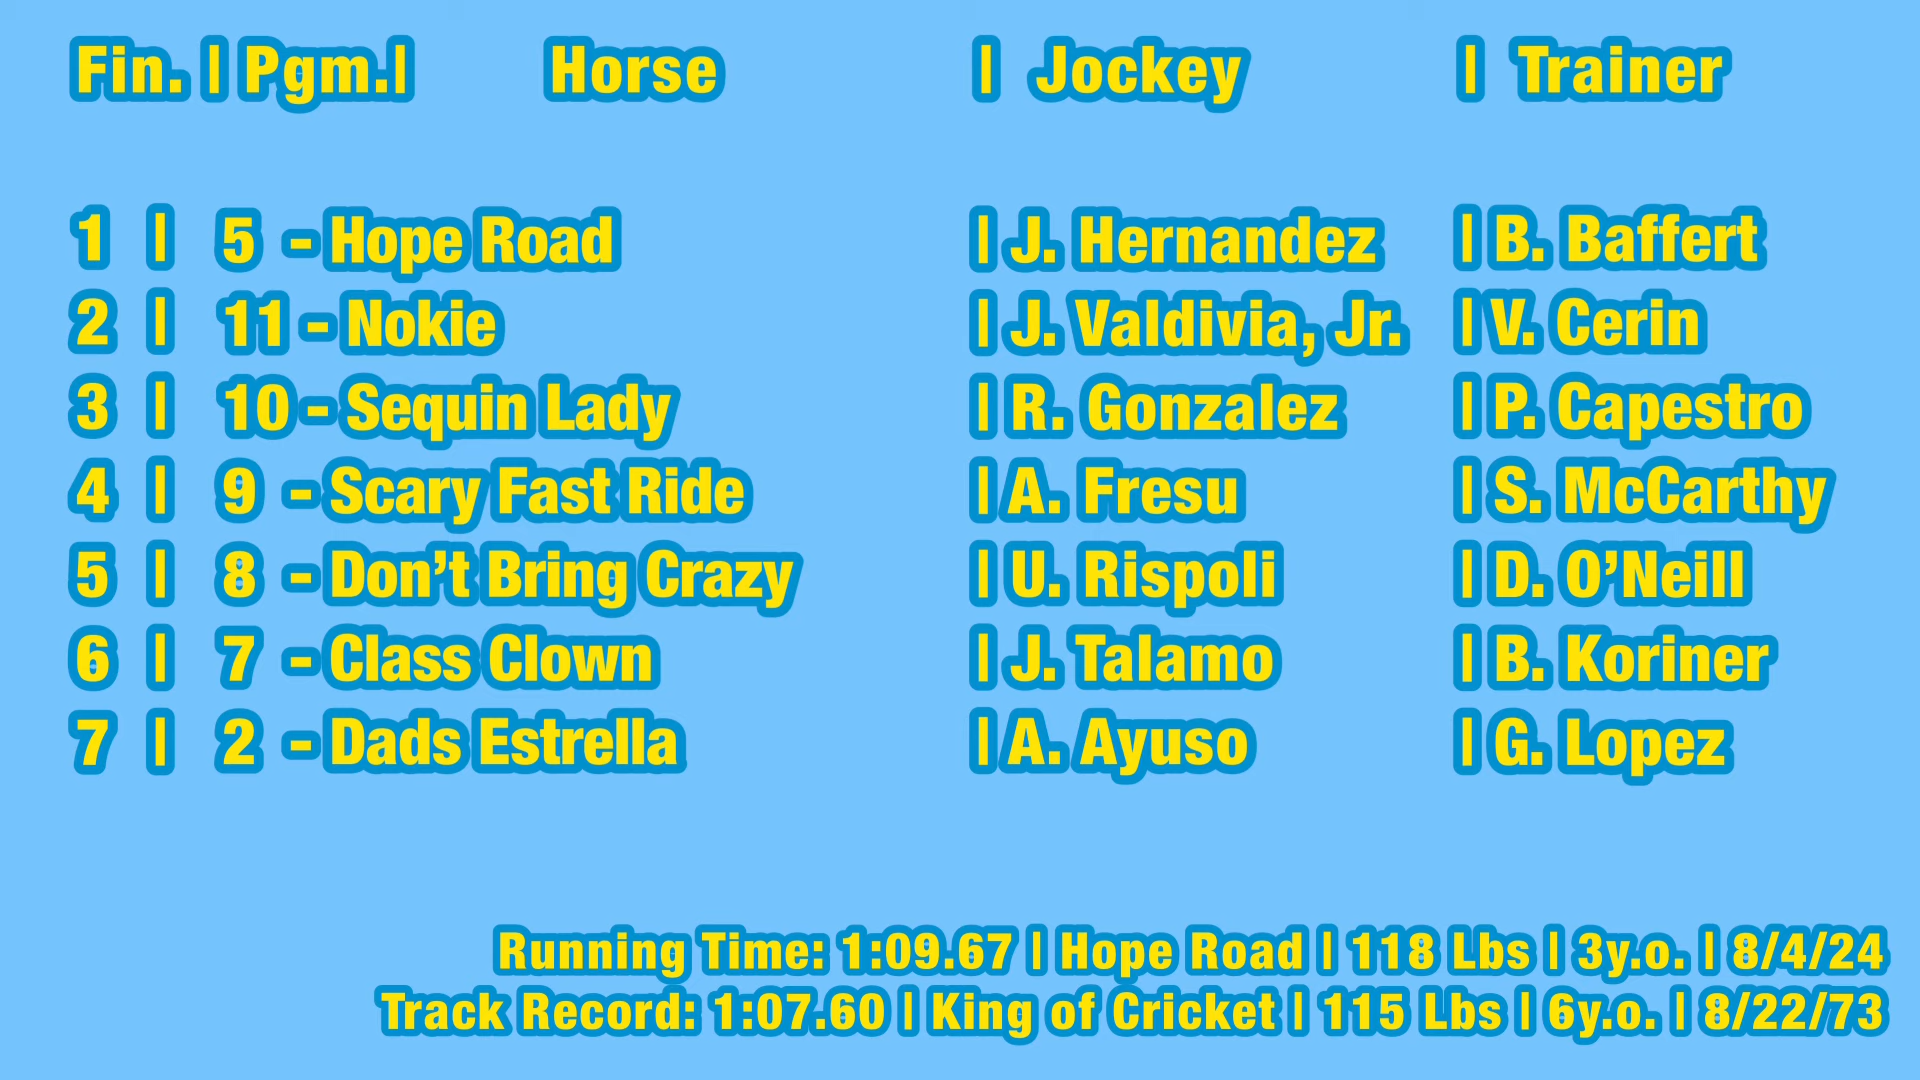 Fin. | Pgm.| Horse | Jockey | Trainer
1 | 5 - Hope Road | J. Hernandez | B. Baffert
2 | 11 - Nokie | J. Valdivia, Jr. | V. Cerin
3 | 10 - Sequin Lady | R. Gonzalez | P. Capestro
4 | 9 - Scary Fast Ride | A. Fresu | S. McCarthy
5 | 8 - Don’t Bring Crazy | U. Rispoli | D. O’Neill
6 | 7 - Class Clown | J. Talamo | B. Koriner
7 | 2 - Dads Estrella | A. Ayuso | G. Lopez
Running Time: 1:09.67 | Hope Road | 118 Lbs | 3y.o. | 8/4/24
Track Record: 1:07.60 | King of Cricket | 115 Lbs | 6y.o. | 8/22/73